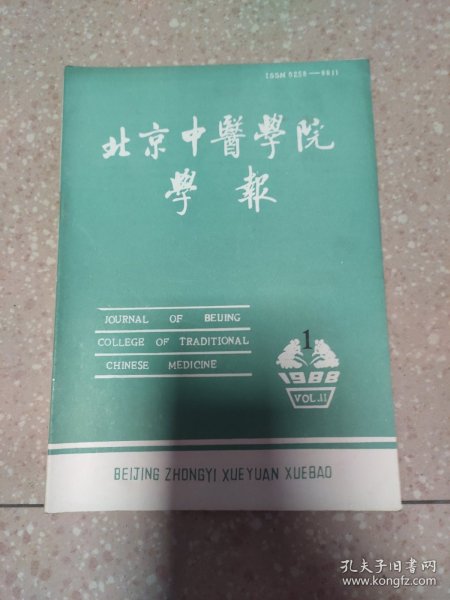 ISSN 0258—8811
北京中醫學院
學報
JOURNAL OF BEIJING
COLLEGE OF TRADITIONAL
CHINESE MEDICINE
1
1988
VOL.11
BEIJING ZHONGYI XUEYUAN XUEBAO
孔夫子旧书网
www.kongfz.com